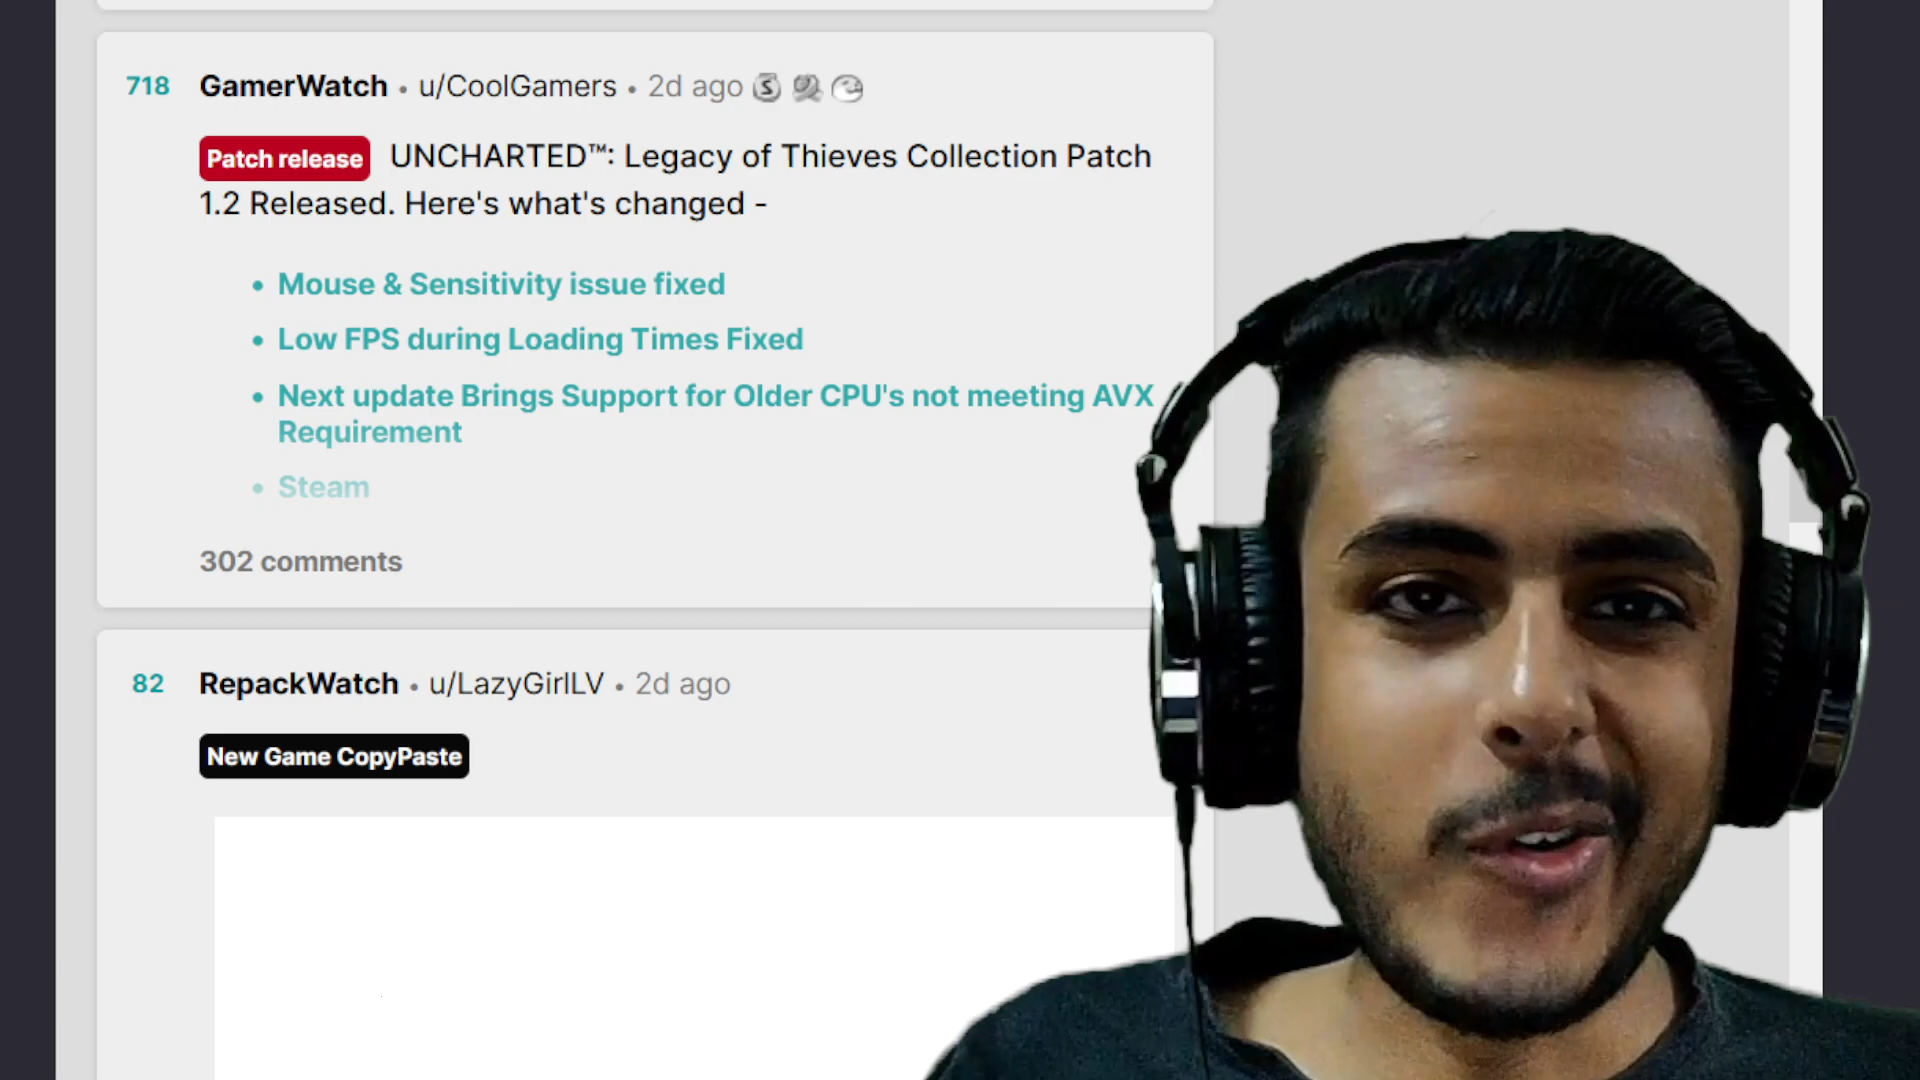 718 GamerWatch • u/CoolGamers • 2d ago
Patch release UNCHARTED™: Legacy of Thieves Collection Patch
1.2 Released. Here's what's changed -
• Mouse & Sensitivity issue fixed
• Low FPS during Loading Times Fixed
• Next update Brings Support for Older CPU's not meeting AVX
Requirement
• Steam
302 comments
82 RepackWatch • u/LazyGirlLV • 2d ago
New Game CopyPaste